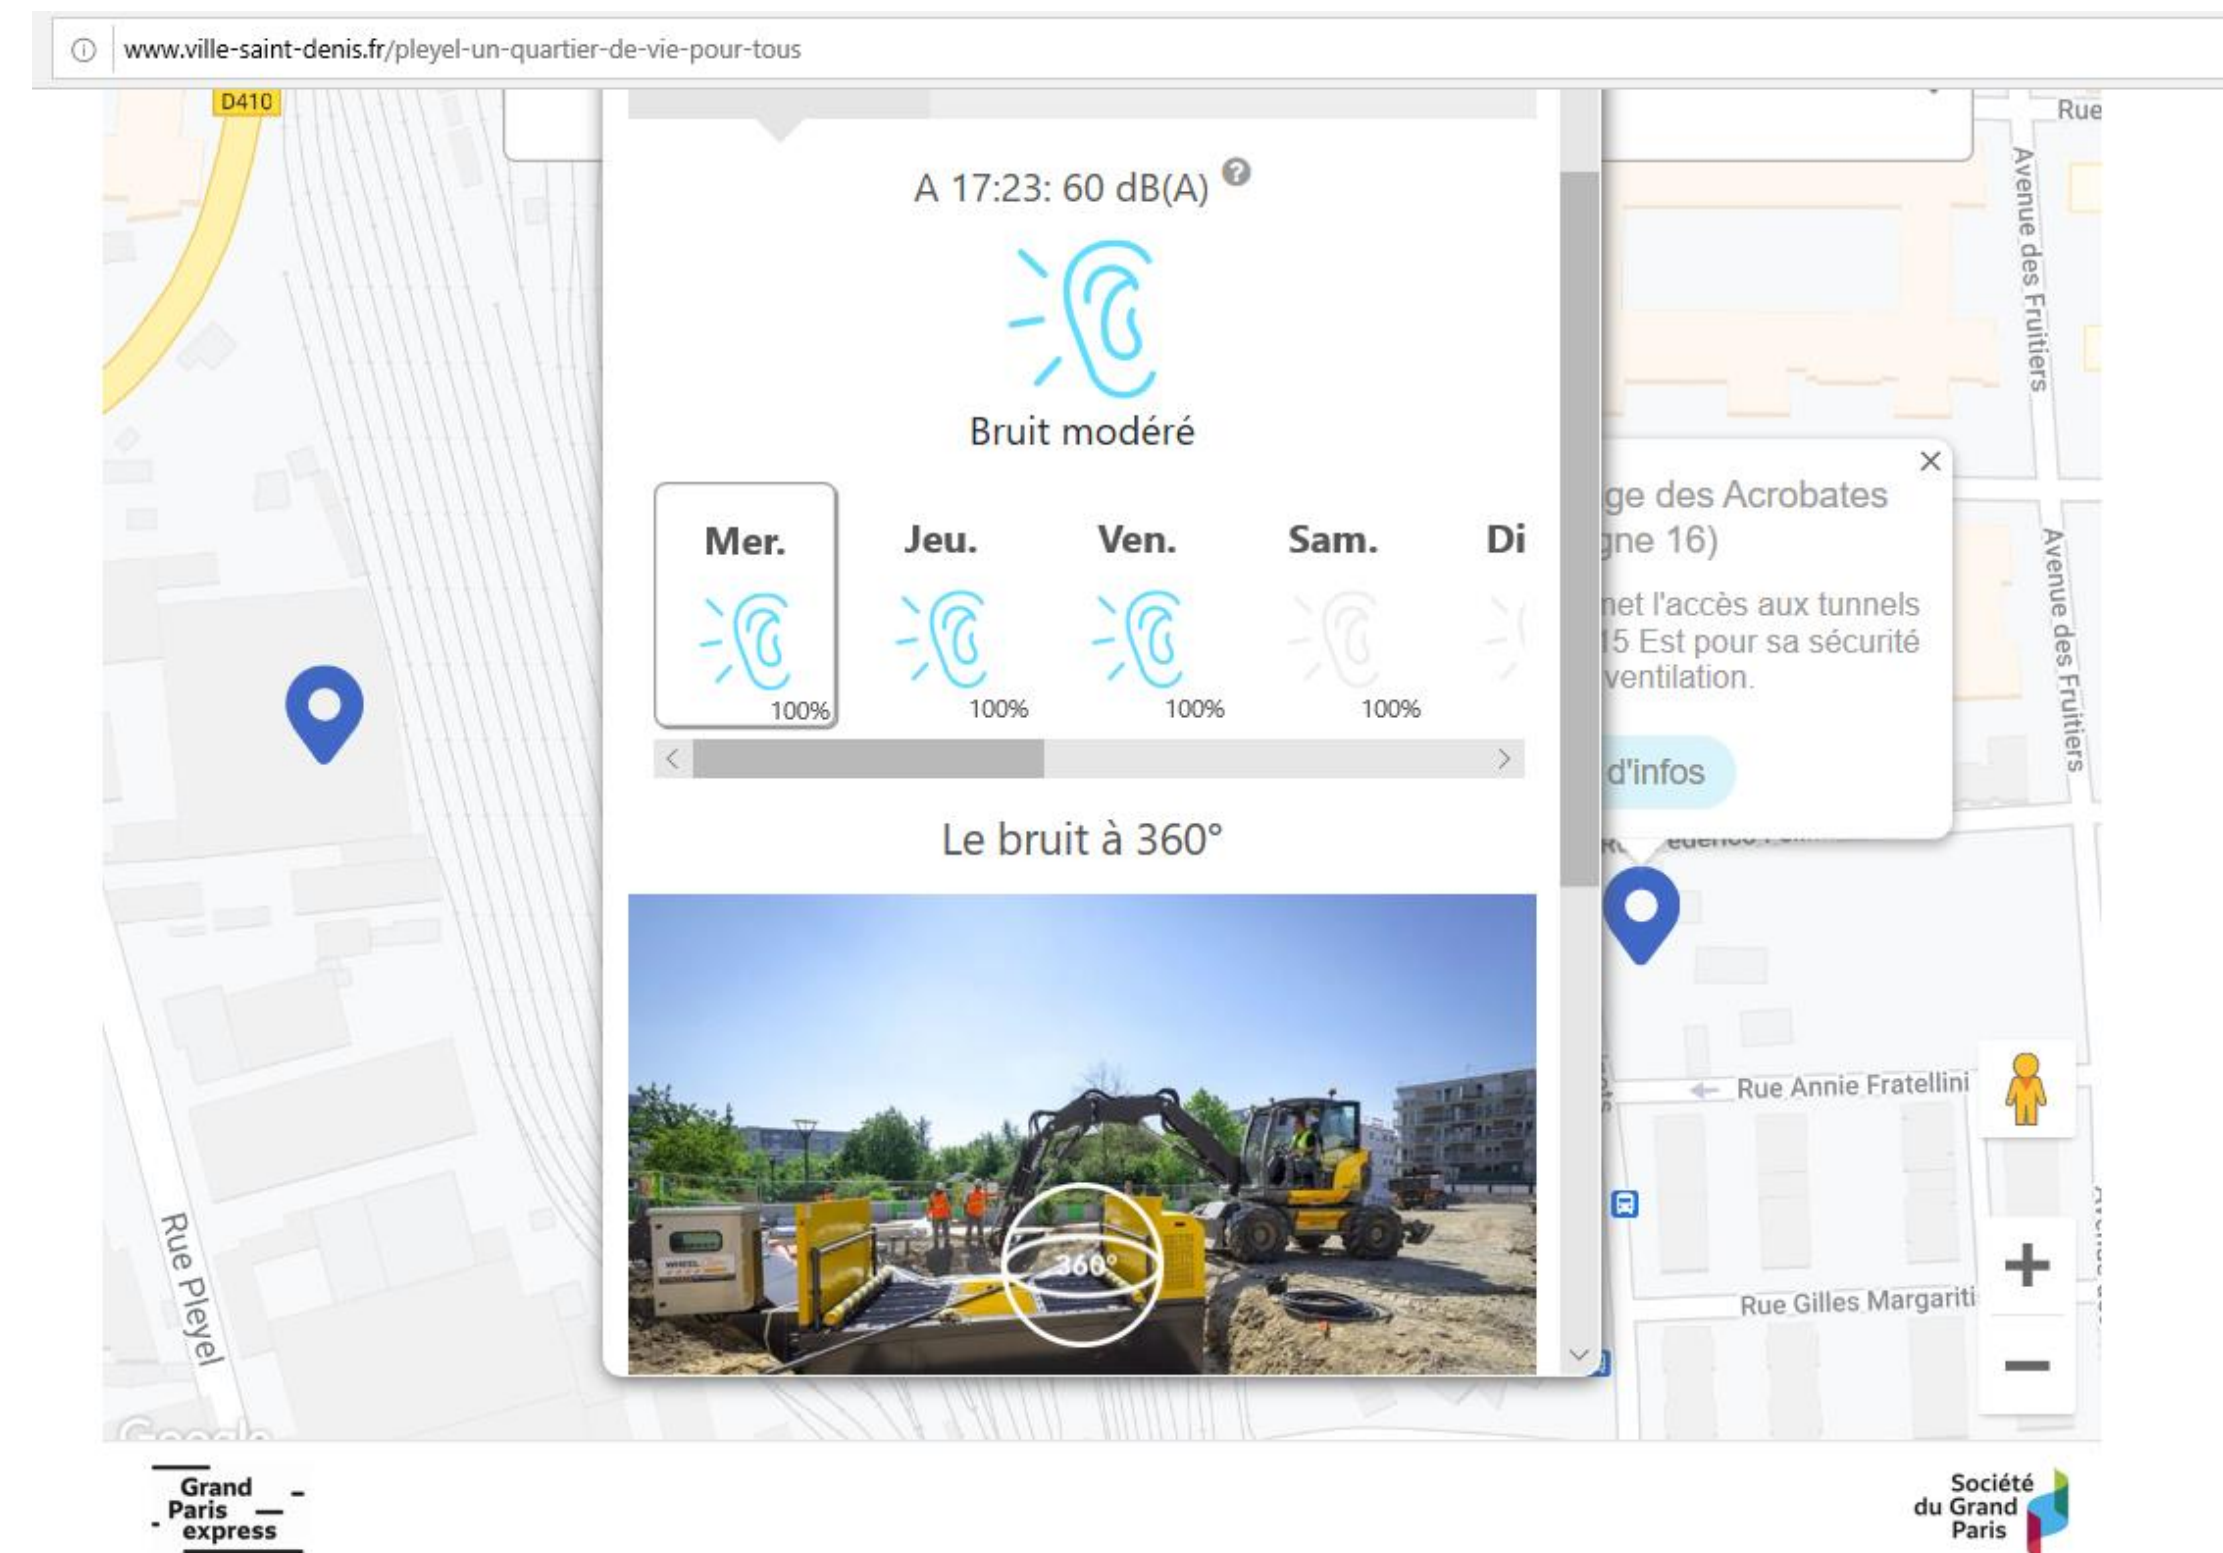 www.ville-saint-denis.fr/pleyel-un-quartier-de-vie-pour-tous
D410
Rue
Avenue des Fruitiers
A 17:23: 60 dB(A) ?
Bruit modéré
Mer. Jeu. Ven. Sam. Di
100% 100% 100% 100%
ge des Acrobates
gne 16)
net l'accès aux tunnels
15 Est pour sa sécurité
ventilation.
d'infos
Avenue des Fruitiers
Le bruit à 360°
360°
Rue Annie Fratellini
Rue Gilles Margariti
Rue Pleyel
Google
Grand
Paris
express
Société
du Grand
Paris